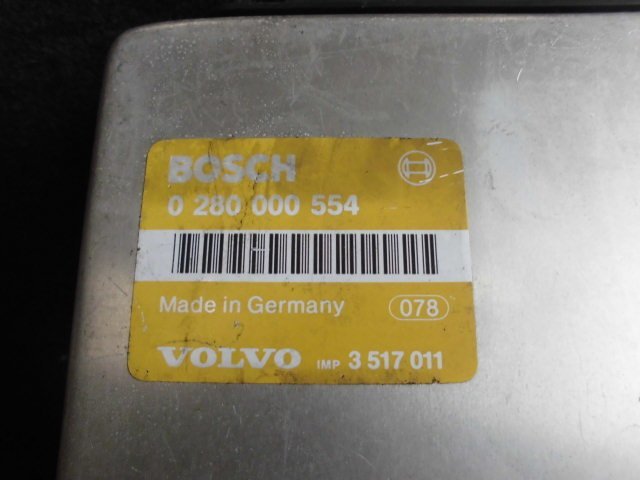 BOSCH
0 280 000 554
Made in Germany 078
VOLVO IMP 3 517 011